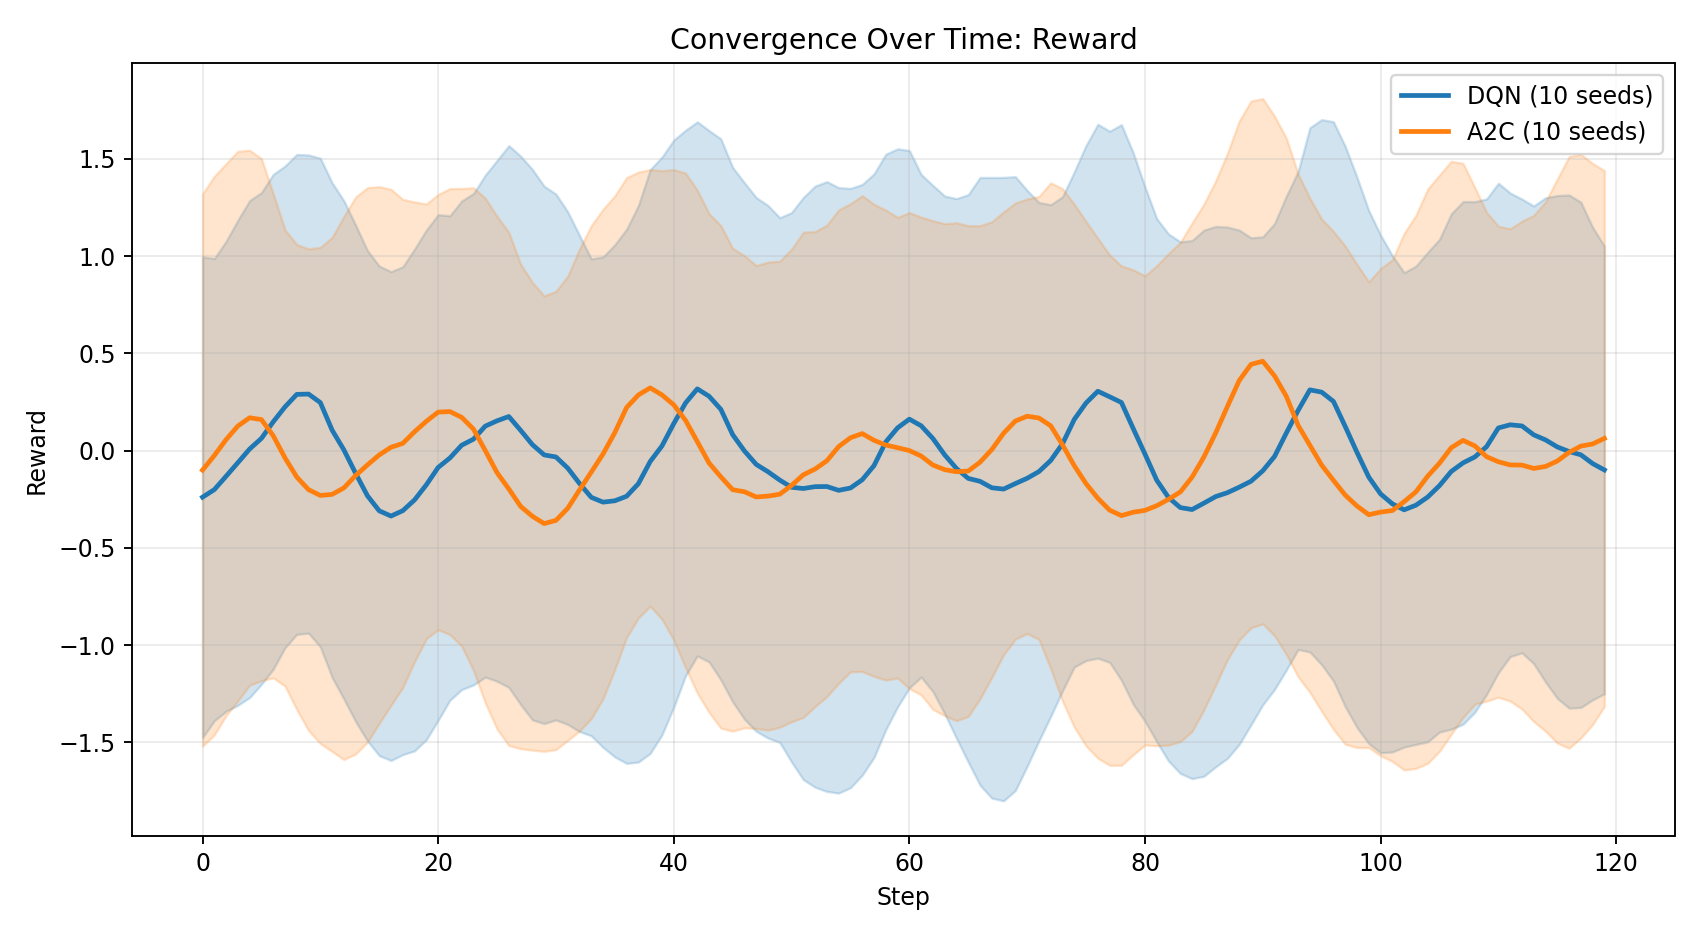 Convergence Over Time: Reward
DQN (10 seeds)
A2C (10 seeds)
Reward
1.5
1.0
0.5
0.0
−0.5
−1.0
−1.5
0 20 40 60 80 100 120
Step